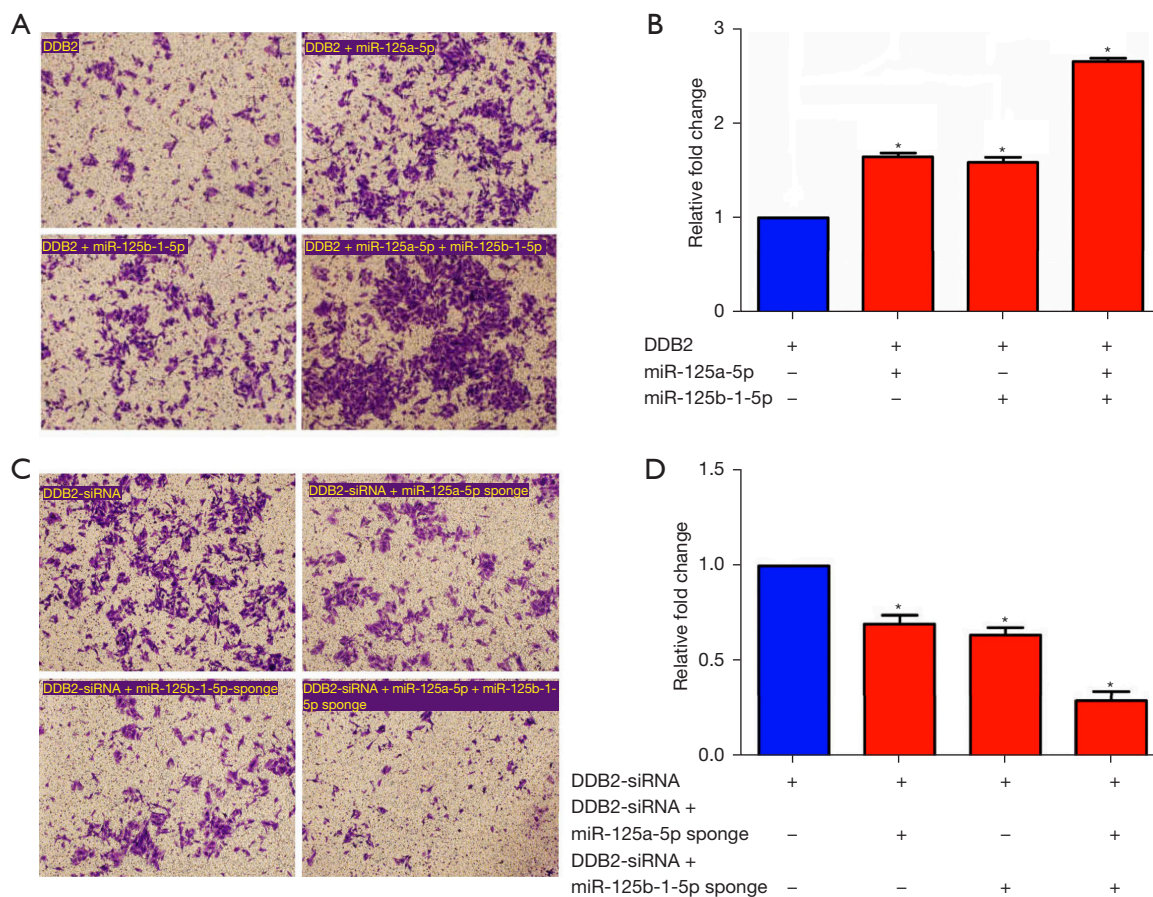 A
DDB2
DDB2 + miR-125a-5p
DDB2 + miR-125b-1-5p
DDB2 + miR-125a-5p + miR-125b-1-5p
B
Relative fold change
3
2
1
0
*
*
*
DDB2 + + + +
miR-125a-5p – + – +
miR-125b-1-5p – – + +
C
DDB2-siRNA
DDB2-siRNA + miR-125a-5p sponge
DDB2-siRNA + miR-125b-1-5p-sponge
DDB2-siRNA + miR-125a-5p + miR-125b-1-
5p sponge
D
Relative fold change
1.5
1.0
0.5
0.0
*
*
*
DDB2-siRNA + + + +
DDB2-siRNA +
miR-125a-5p sponge – + – +
DDB2-siRNA +
miR-125b-1-5p sponge – – + +